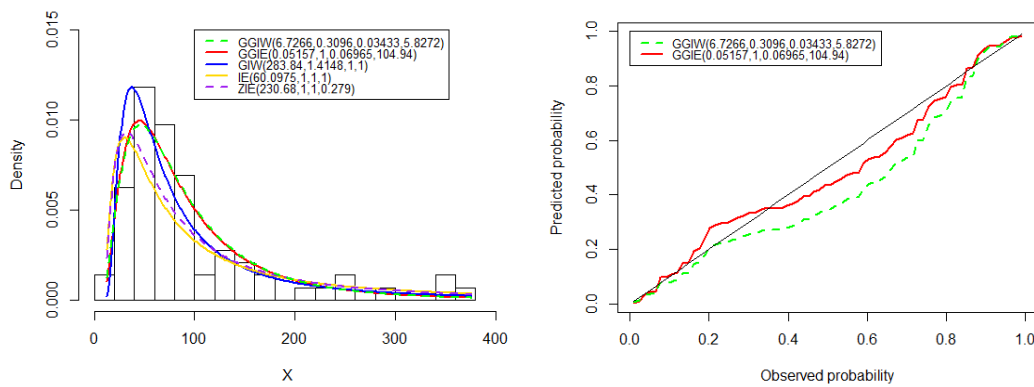 0.015
0.010
0.005
0.000
Density
GGIW(6.7266,0.3096,0.03433,5.8272)
GGIE(0.05157,1,0.06965,104.94)
GIW(283.84,1.4148,1,1)
IE(60.0975,1,1,1)
ZIE(230.68,1,1,0.279)
0 100 200 300 400
X
1.0
0.8
0.6
0.4
0.2
0.0
Predicted probability
GGIW(6.7266,0.3096,0.03433,5.8272)
GGIE(0.05157,1,0.06965,104.94)
0.0 0.2 0.4 0.6 0.8 1.0
Observed probability